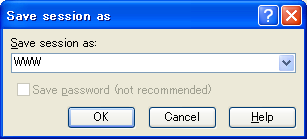 Save session as
Save session as:
WWW
Save password (not recommended)
OK Cancel Help